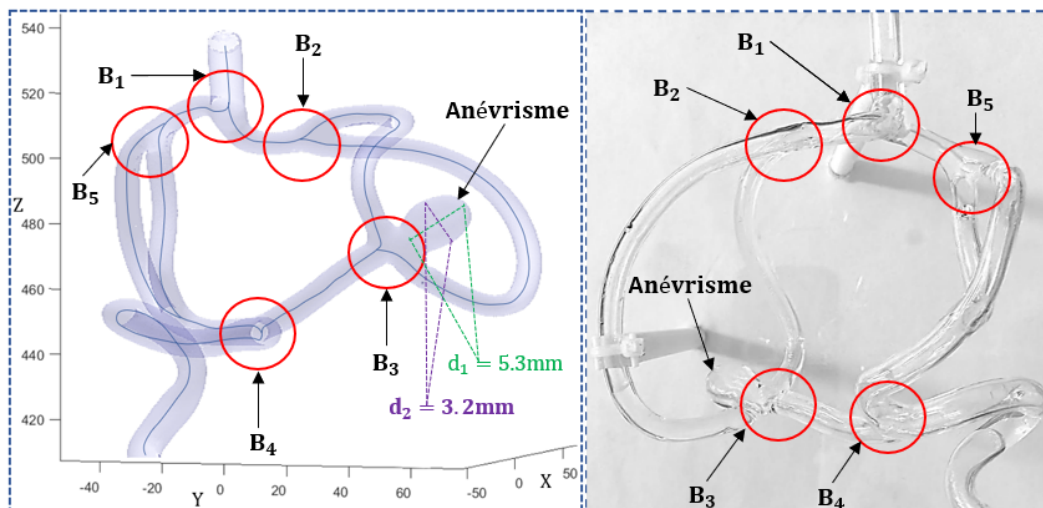 540
520
500
Z
480
460
440
420
-40
-20
Y
0
20
40
60
-50
0
X
50
B₁
B₂
B₅
Anévrisme
B₃
B₄
d₁ = 5.3mm
d₂ = 3.2mm
B₁
B₂
B₅
Anévrisme
B₃
B₄